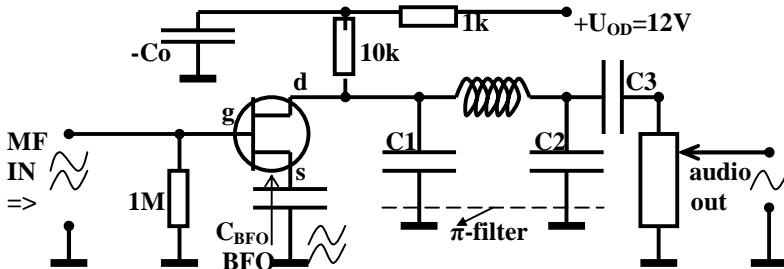 1k
+U_OD=12V
-Co
10k
d
C3
g
MF
IN
=>
C1
C2
s
1M
audio
out
C_BFO
BFO
π-filter